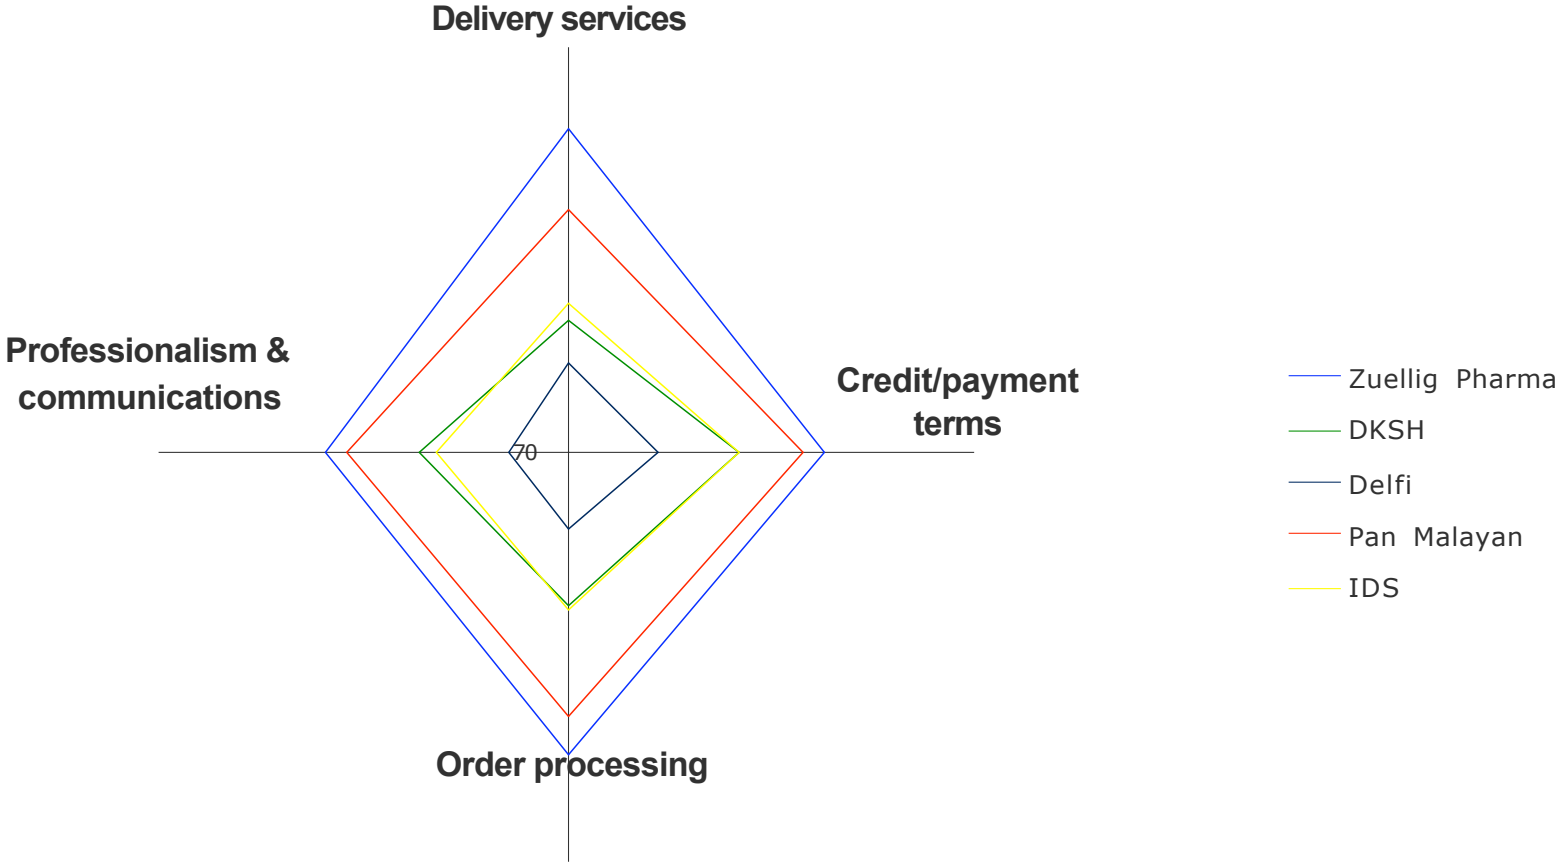 Delivery services
Professionalism &
communications
Credit/payment
terms
70
Order processing
Zuellig Pharma
DKSH
Delfi
Pan Malayan
IDS